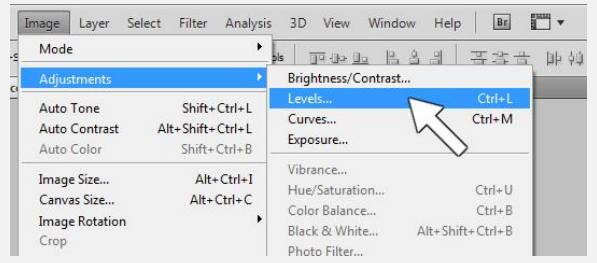 Image Layer Select Filter Analysis 3D View Window Help Br
Mode
Adjustments
Auto Tone Shift+Ctrl+L
Auto Contrast Alt+Shift+Ctrl+L
Auto Color Shift+Ctrl+B
Image Size... Alt+Ctrl+I
Canvas Size... Alt+Ctrl+C
Image Rotation
Crop
Brightness/Contrast...
Levels... Ctrl+L
Curves... Ctrl+M
Exposure...
Vibrance...
Hue/Saturation... Ctrl+U
Color Balance... Ctrl+B
Black & White... Alt+Shift+Ctrl+B
Photo Filter...